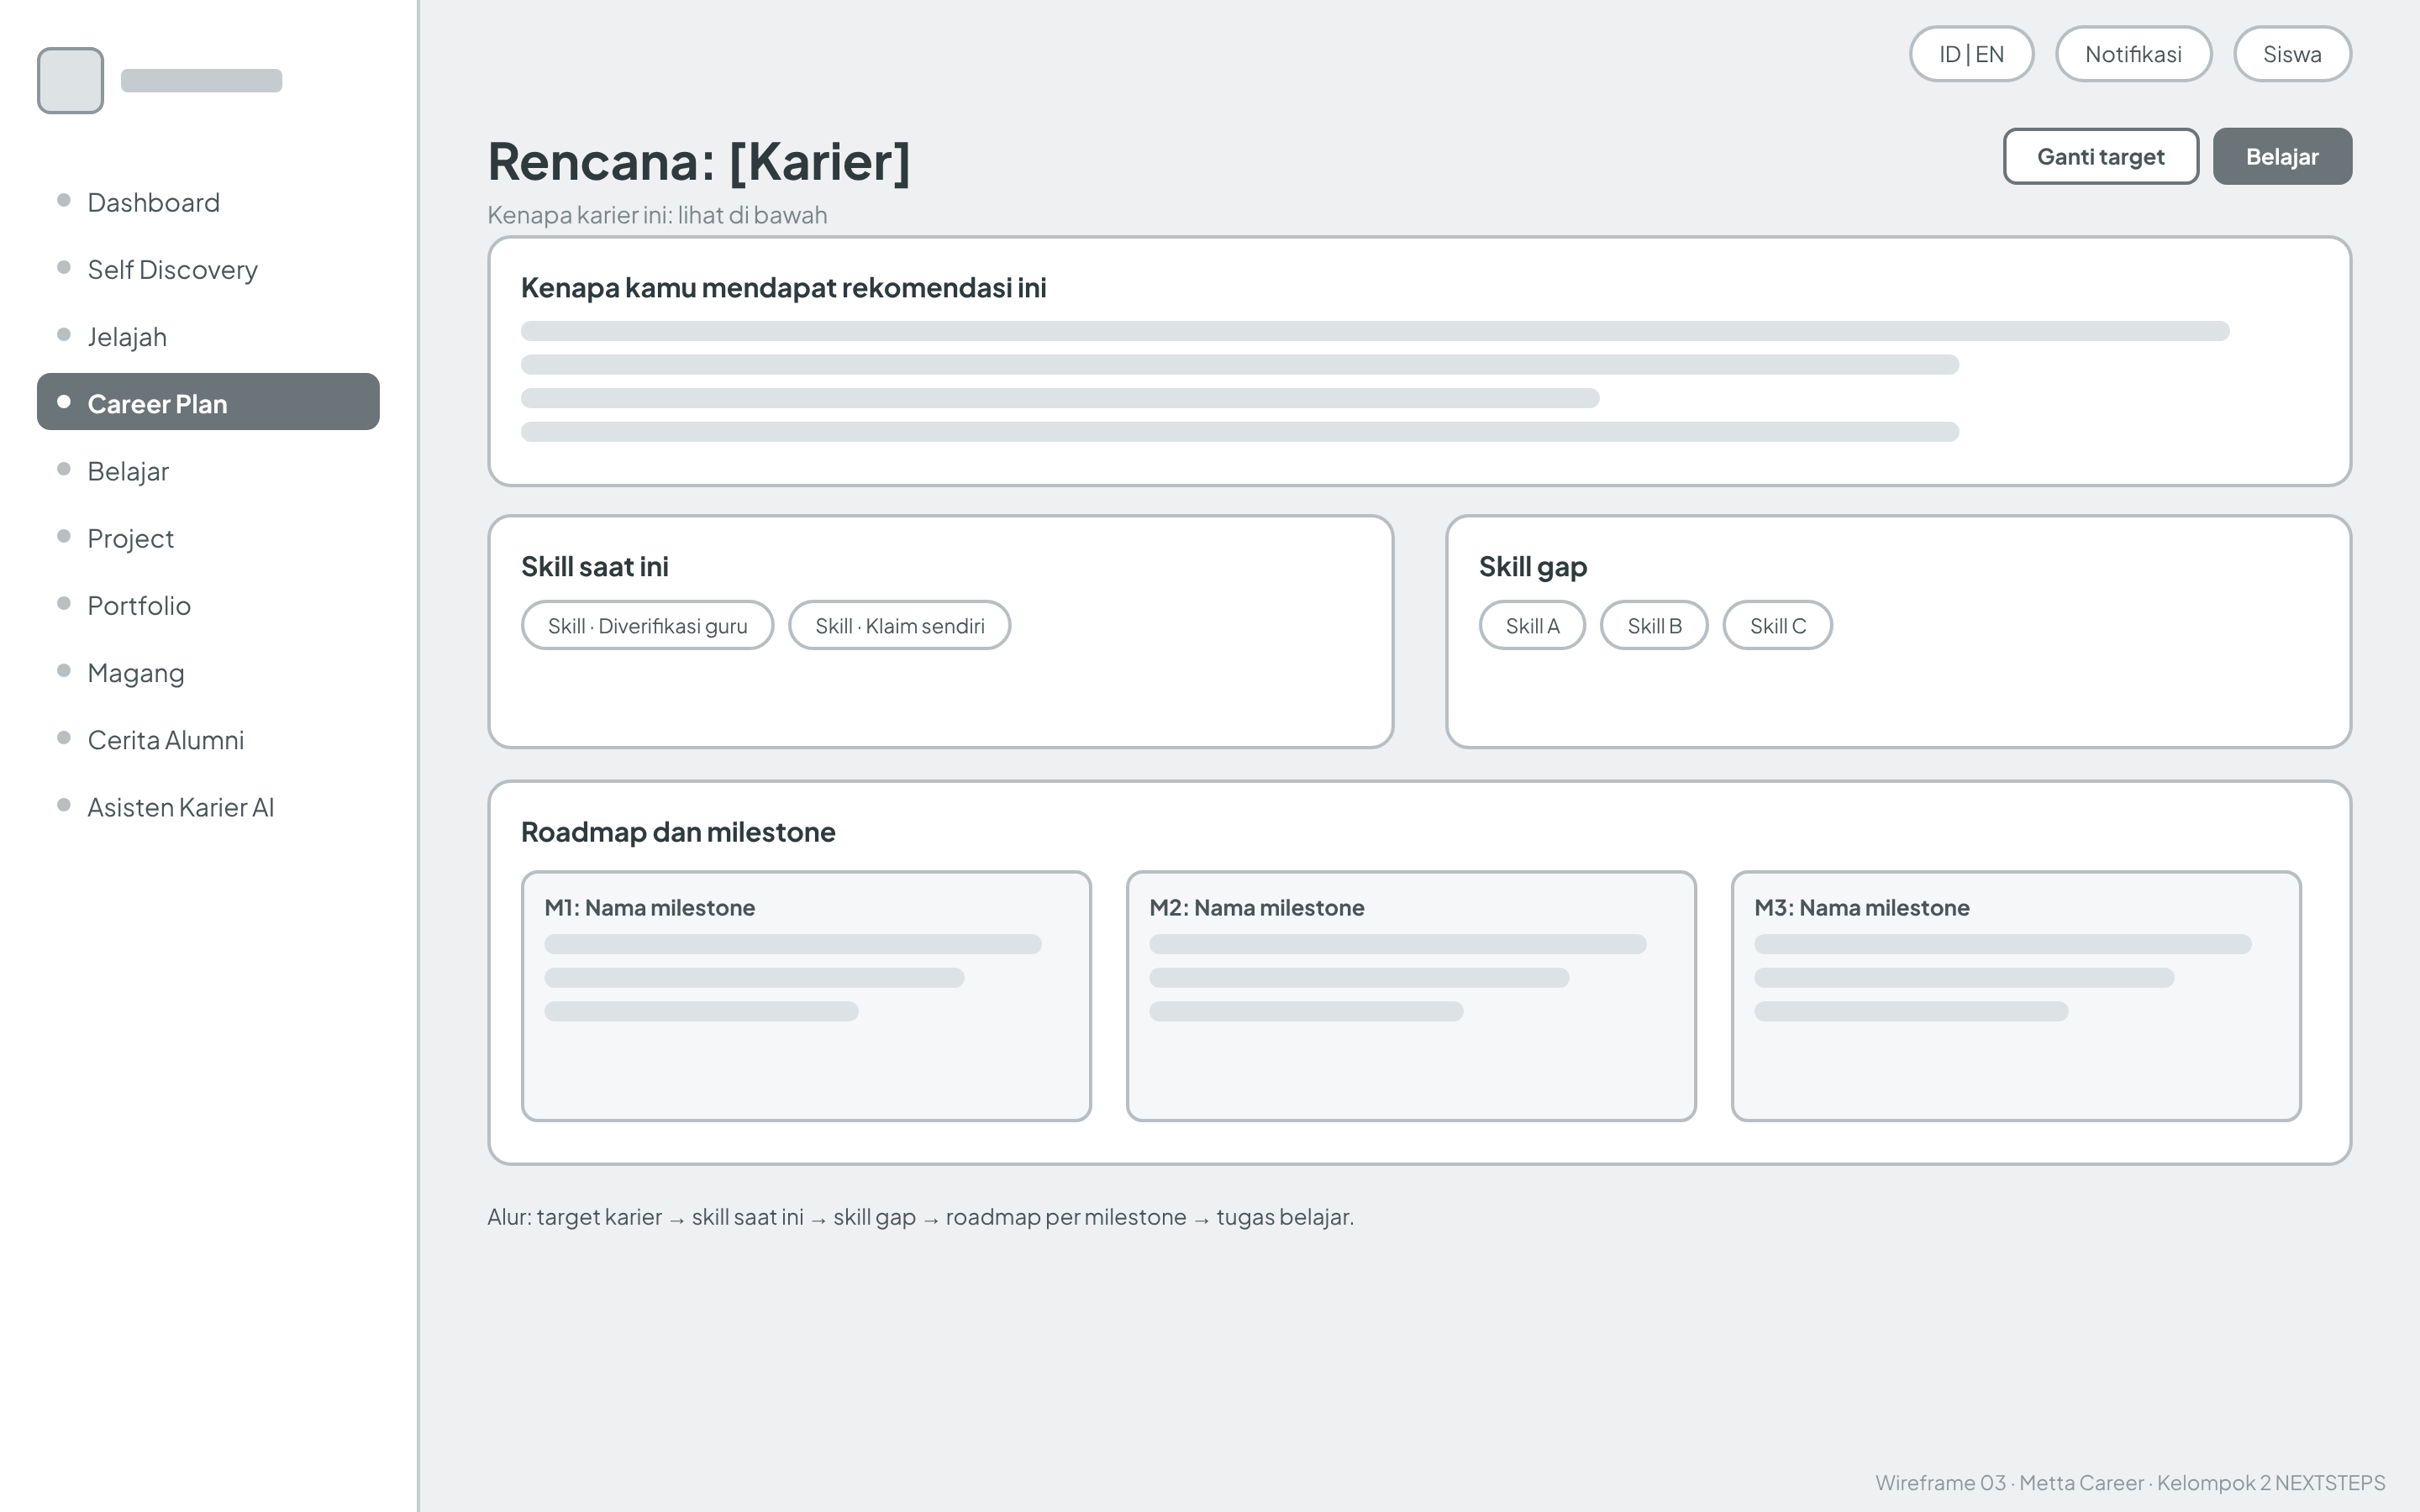 ID | EN
Notifikasi
Siswa
Dashboard
Self Discovery
Jelajah
Career Plan
Belajar
Project
Portfolio
Magang
Cerita Alumni
Asisten Karier AI
Rencana: [Karier]
Ganti target
Belajar
Kenapa karier ini: lihat di bawah
Kenapa kamu mendapat rekomendasi ini
Skill saat ini
Skill · Diverifikasi guru
Skill · Klaim sendiri
Skill gap
Skill A
Skill B
Skill C
Roadmap dan milestone
M1: Nama milestone
M2: Nama milestone
M3: Nama milestone
Alur: target karier → skill saat ini → skill gap → roadmap per milestone → tugas belajar.
Wireframe 03 · Metta Career · Kelompok 2 NEXTSTEPS